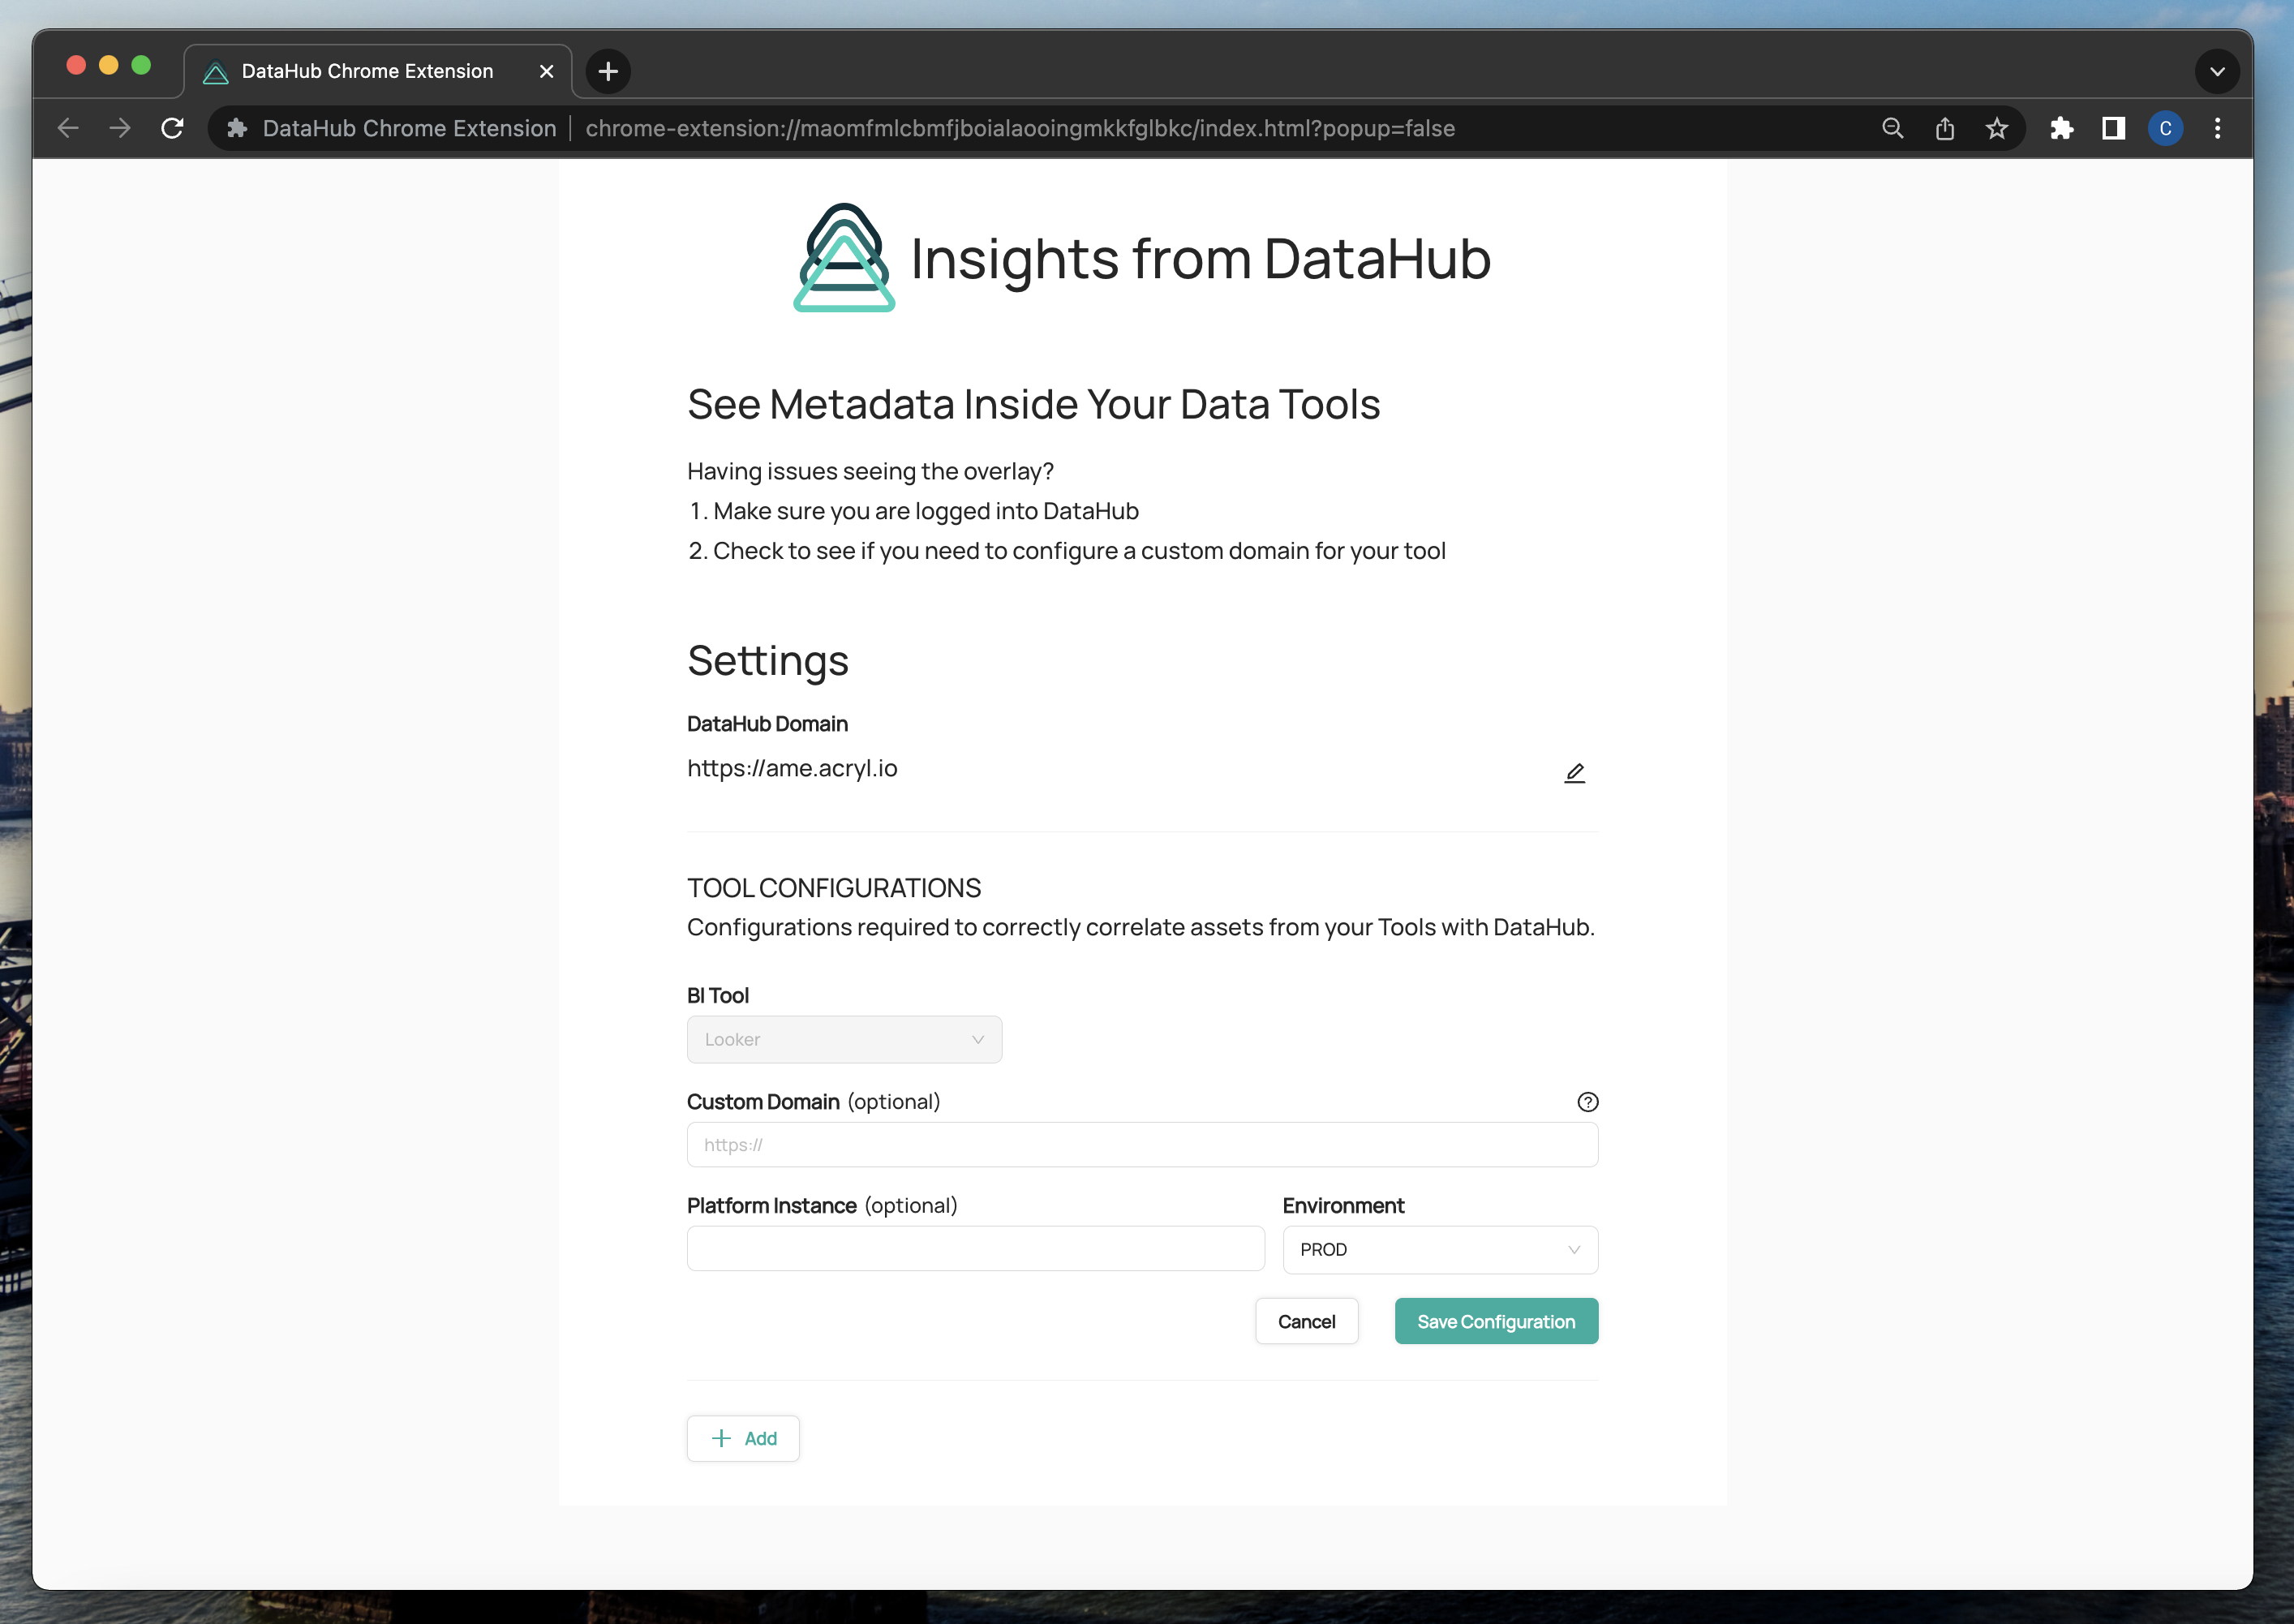 DataHub Chrome Extension
DataHub Chrome Extension | chrome-extension://maomfmlcbmfjboialaooingmkkfglbkc/index.html?popup=false
C
Insights from DataHub
See Metadata Inside Your Data Tools
Having issues seeing the overlay?
1. Make sure you are logged into DataHub
2. Check to see if you need to configure a custom domain for your tool
Settings
DataHub Domain
https://ame.acryl.io
TOOL CONFIGURATIONS
Configurations required to correctly correlate assets from your Tools with DataHub.
BI Tool
Looker
Custom Domain (optional)
https://
Platform Instance (optional) Environment
PROD
Cancel Save Configuration
Add